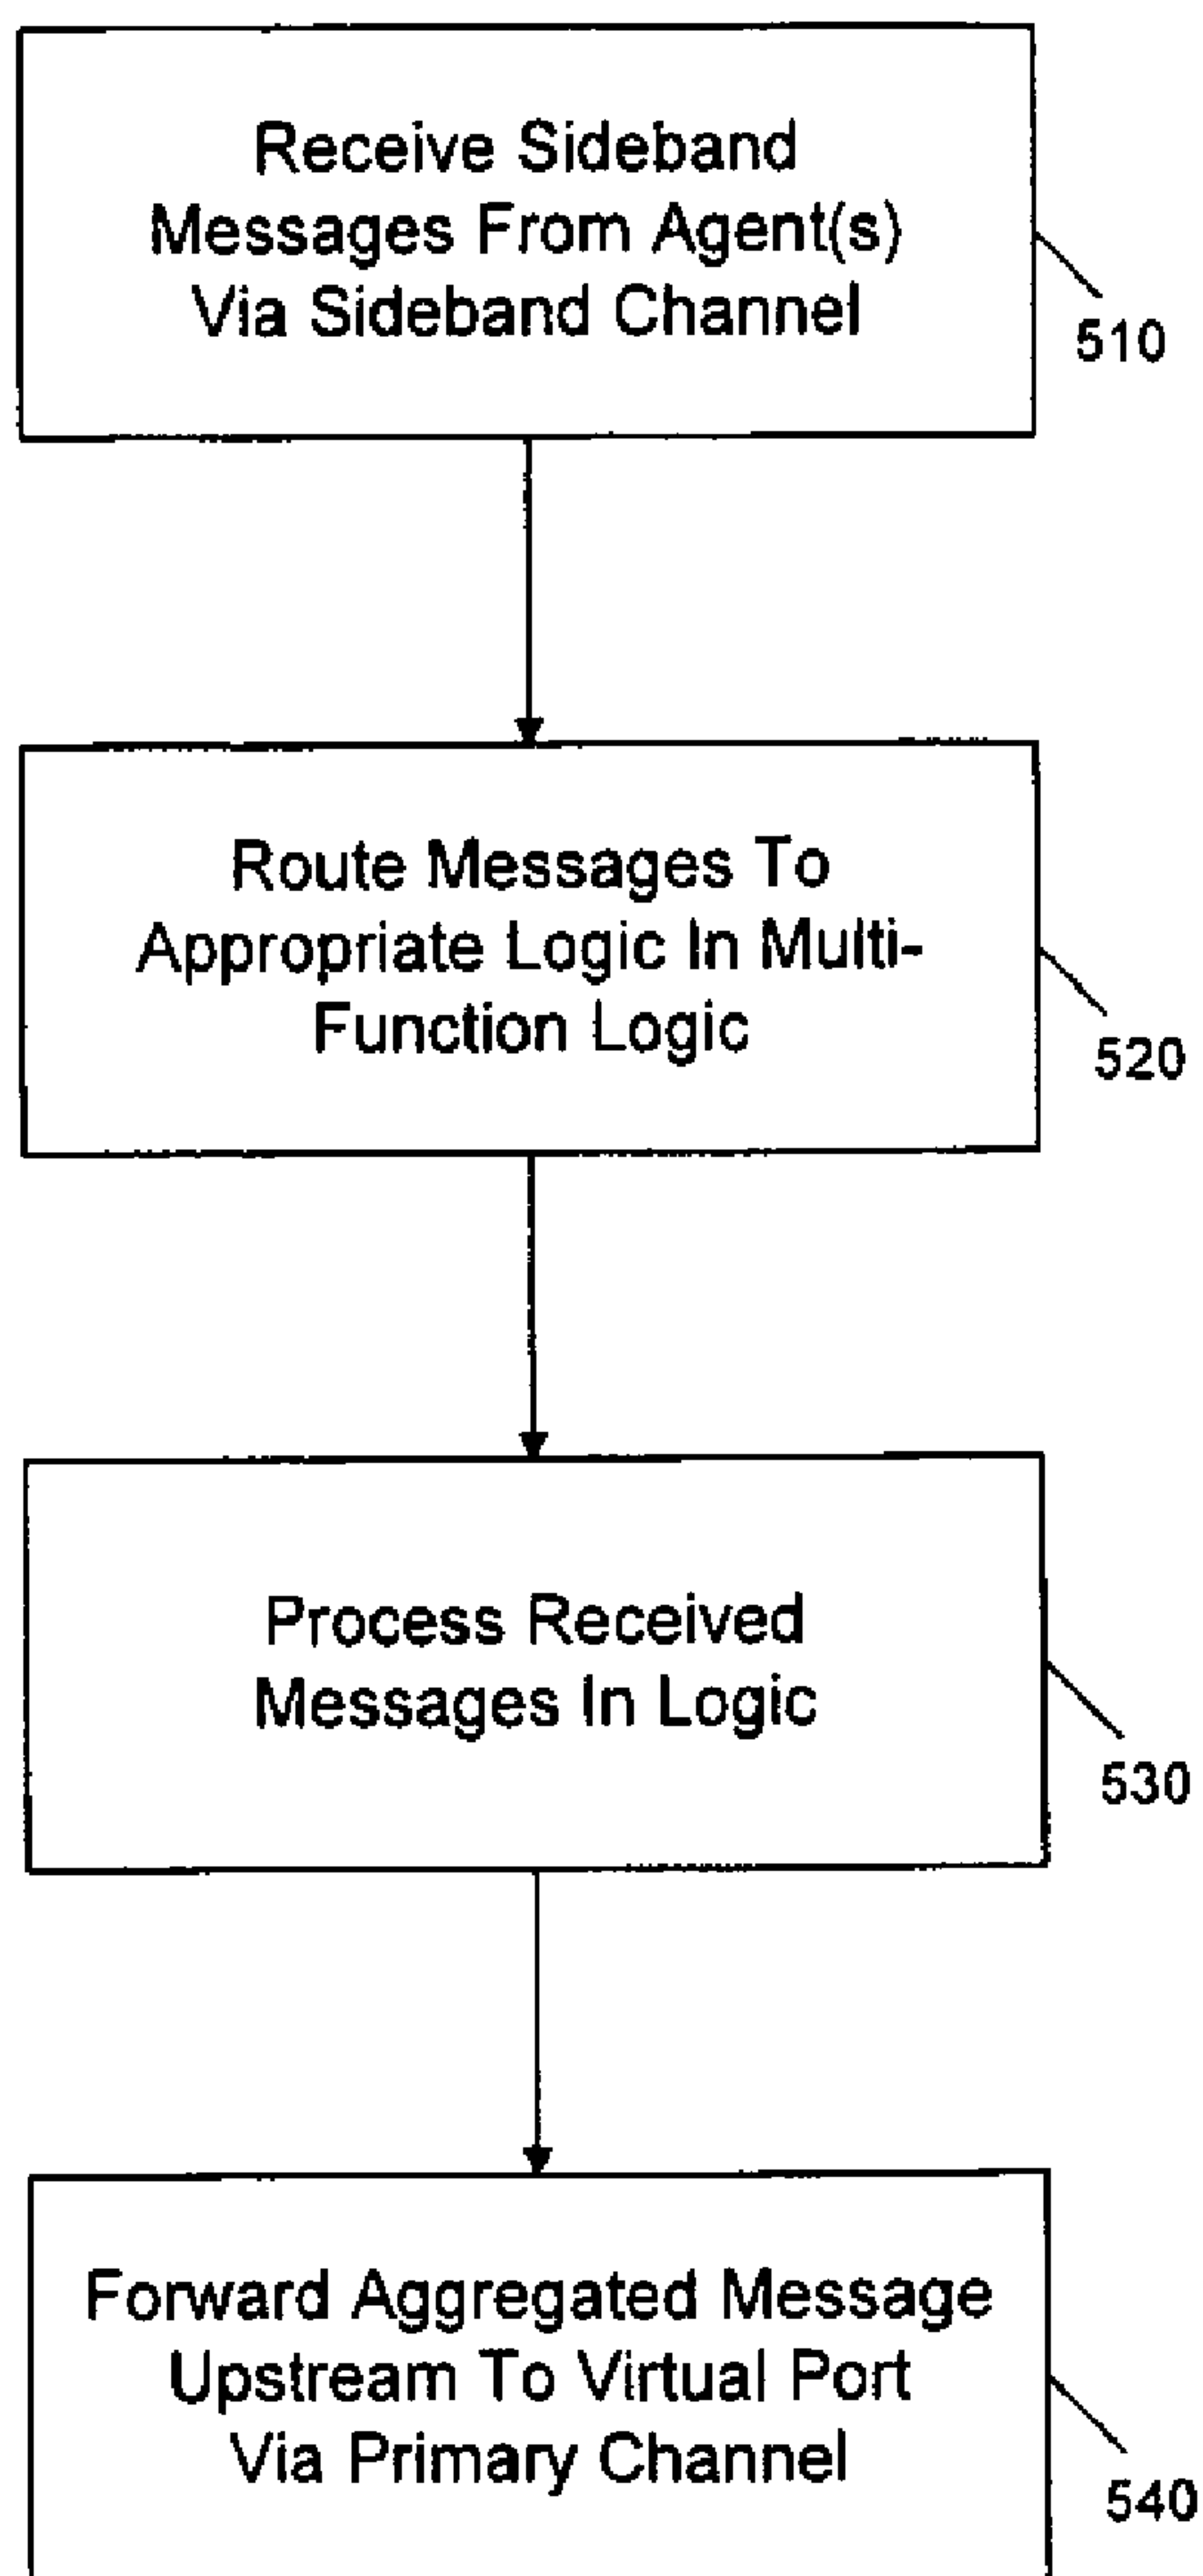 Receive Sideband
Messages From Agent(s)
Via Sideband Channel
510
Route Messages To
Appropriate Logic In Multi-
Function Logic
520
Process Received
Messages In Logic
530
Forward Aggregated Message
Upstream To Virtual Port
Via Primary Channel
540